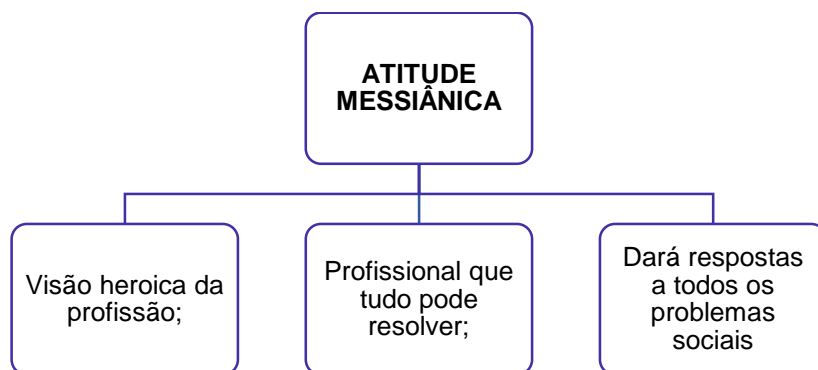 ATITUDE
MESSIÂNICA
Visão heroica da
profissão;
Profissional que
tudo pode
resolver;
Dará respostas
a todos os
problemas
sociais